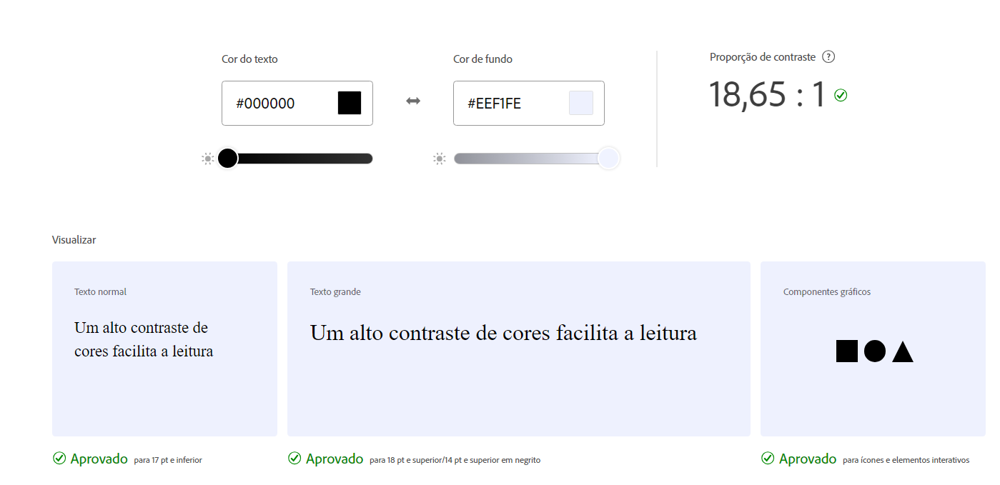 Cor do texto
#000000
Cor de fundo
#EEF1FE
Proporção de contraste ?
18,65 : 1
Visualizar
Texto normal
Um alto contraste de
cores facilita a leitura
Aprovado para 17 pt e inferior
Texto grande
Um alto contraste de cores facilita a leitura
Aprovado para 18 pt e superior/14 pt e superior em negrito
Componentes gráficos
Aprovado para ícones e elementos interativos